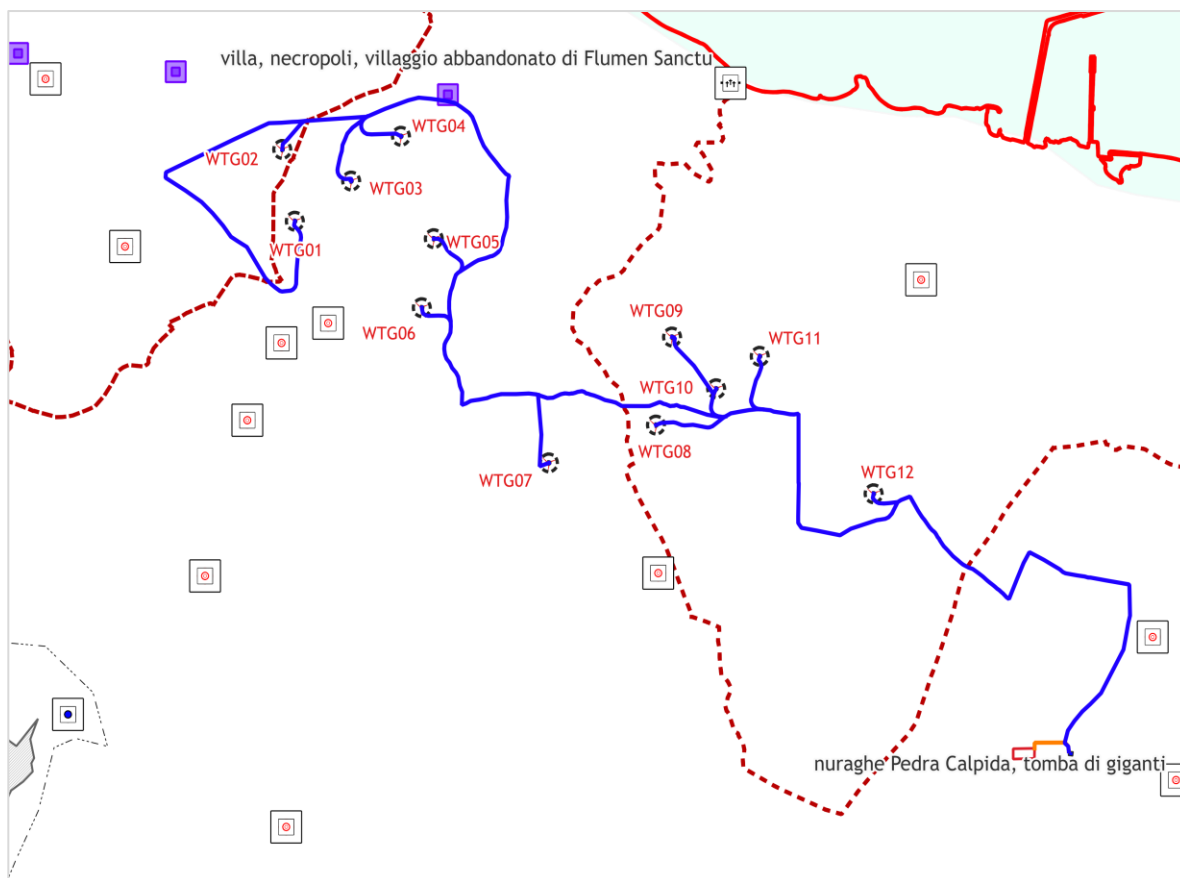 villa, necropoli, villaggio abbandonato di Flumen Sanctu
WTG04
WTG02
WTG03
WTG01
WTG05
WTG06
WTG09
WTG11
WTG10
WTG08
WTG07
WTG12
nuraghe Pedra Calpida, tomba di giganti